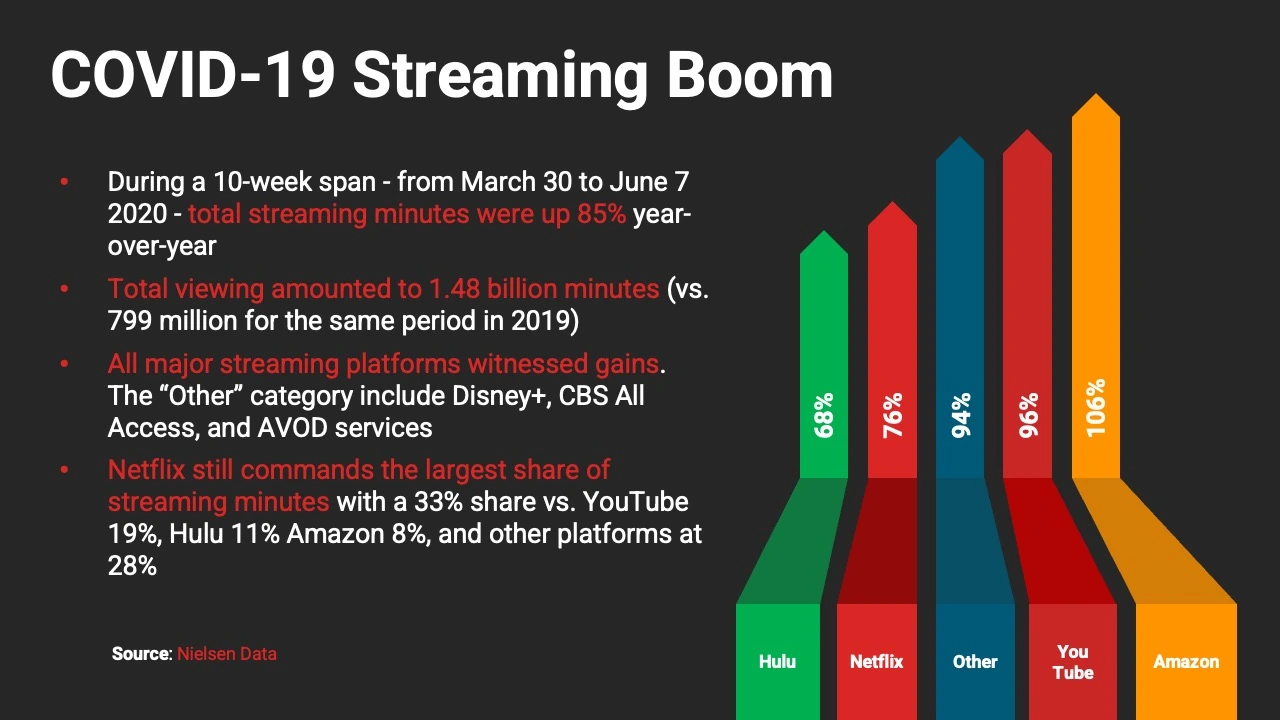 COVID-19 Streaming Boom
• During a 10-week span - from March 30 to June 7
2020 - total streaming minutes were up 85% year-
over-year
• Total viewing amounted to 1.48 billion minutes (vs.
799 million for the same period in 2019)
• All major streaming platforms witnessed gains.
The “Other” category include Disney+, CBS All
Access, and AVOD services
• Netflix still commands the largest share of
streaming minutes with a 33% share vs. YouTube
19%, Hulu 11% Amazon 8%, and other platforms at
28%
Source: Nielsen Data
68%
76%
94%
96%
106%
Hulu
Netflix
Other
You
Tube
Amazon